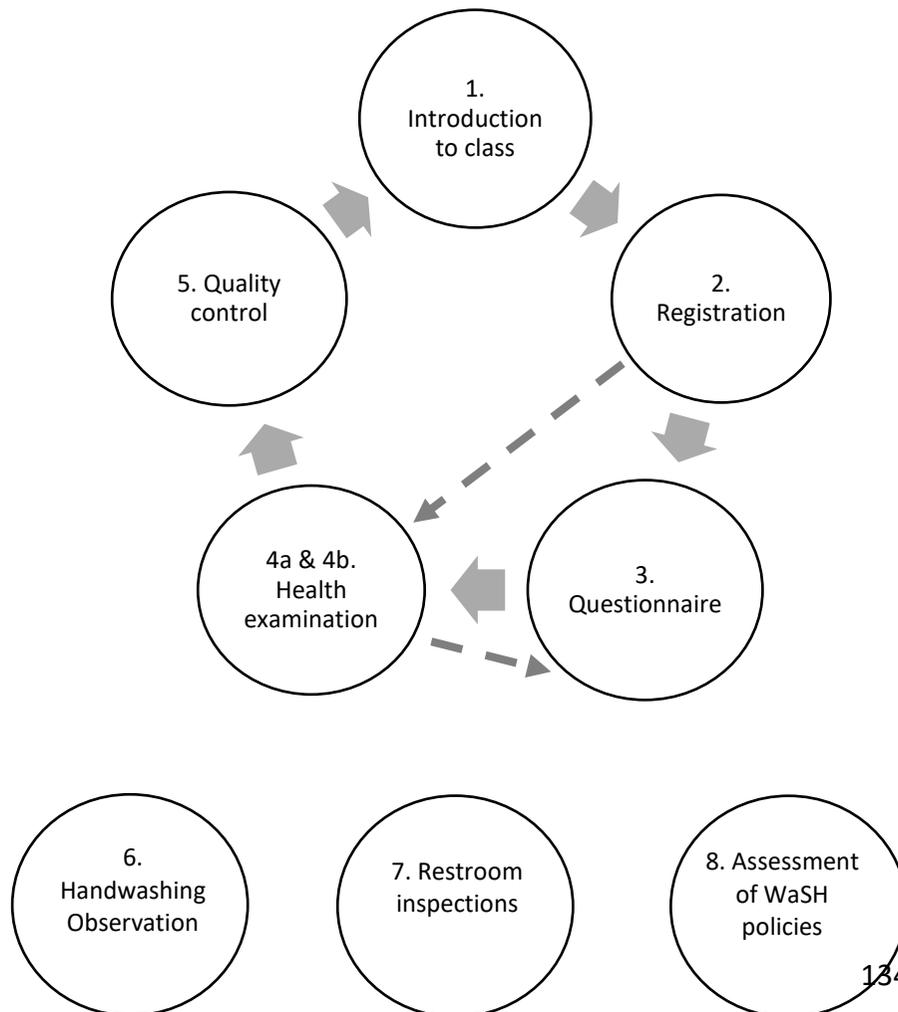 1.
Introduction
to class
2.
Registration
3.
Questionnaire
4a & 4b.
Health
examination
5. Quality
control
6.
Handwashing
Observation
7. Restroom
inspections
8. Assessment
of WaSH
policies
134